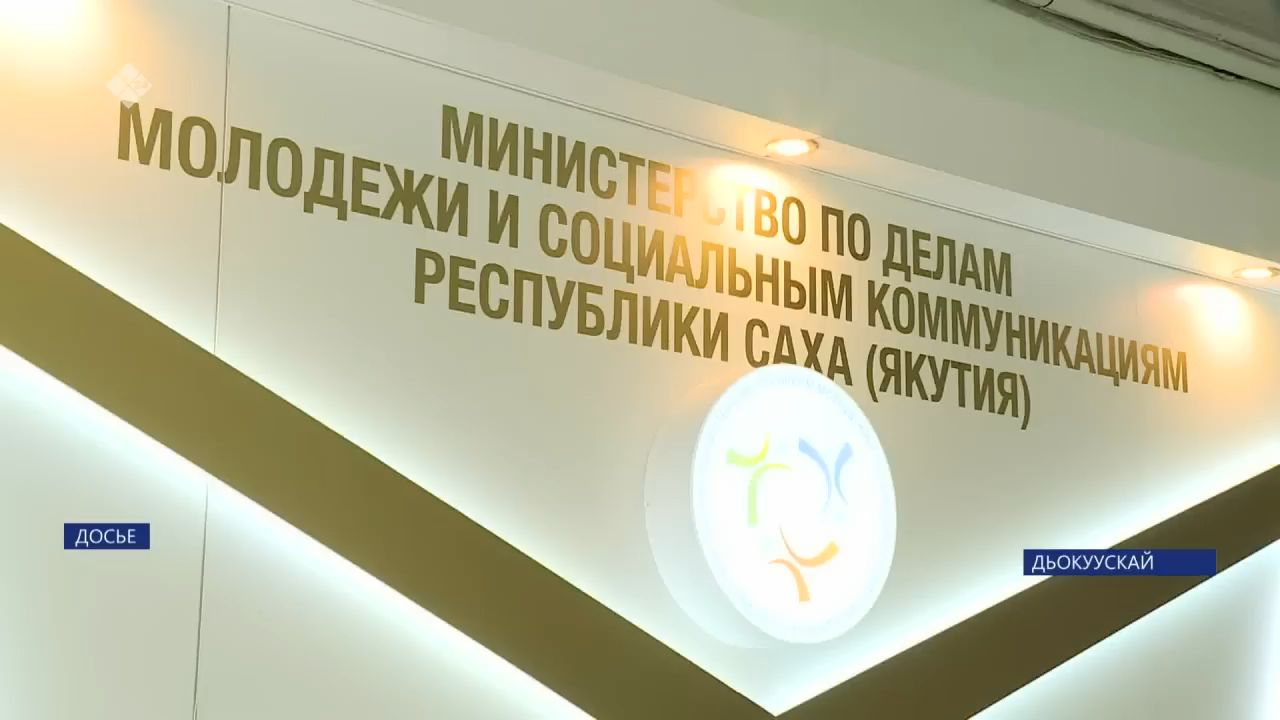 МИНИСТЕРСТВО ПО ДЕЛАМ
МОЛОДЕЖИ И СОЦИАЛЬНЫМ КОММУНИКАЦИЯМ
РЕСПУБЛИКИ САХА (ЯКУТИЯ)
ДОСЬЕ
ДЬОКУУСКАЙ